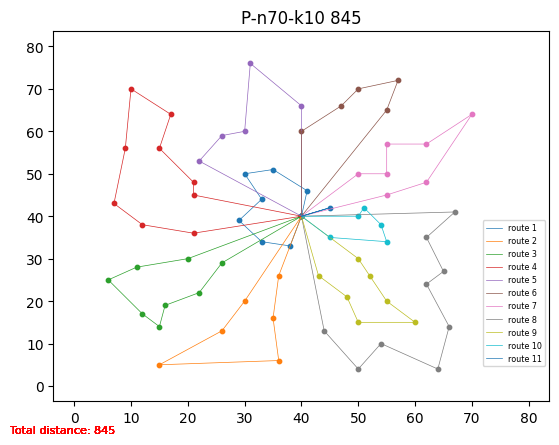 P-n70-k10 845
80
70
60
50
40
30
20
10
0
route 1
route 2
route 3
route 4
route 5
route 6
route 7
route 8
route 9
route 10
route 11
0 10 20 30 40 50 60 70 80
Total distance: 845